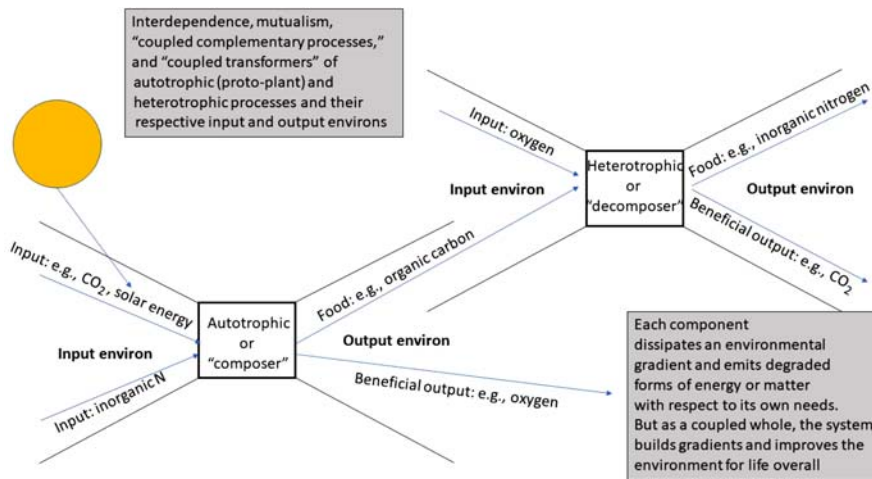 Interdependence, mutualism,
“coupled complementary processes,”
and “coupled transformers” of
autotrophic (proto-plant) and
heterotrophic processes and their
respective input and output environs
Input: oxygen
Input environ
Heterotrophic
or
“decomposer”
Food: e.g., inorganic nitrogen
Output environ
Beneficial output: e.g., CO2
Input: e.g., CO2, solar energy
Input environ
Input: inorganic N
Autotrophic
or
“composer”
Food: e.g., organic carbon
Output environ
Beneficial output: e.g., oxygen
Each component
dissipates an environmental
gradient and emits degraded
forms of energy or matter
with respect to its own needs.
But as a coupled whole, the system
builds gradients and improves the
environment for life overall